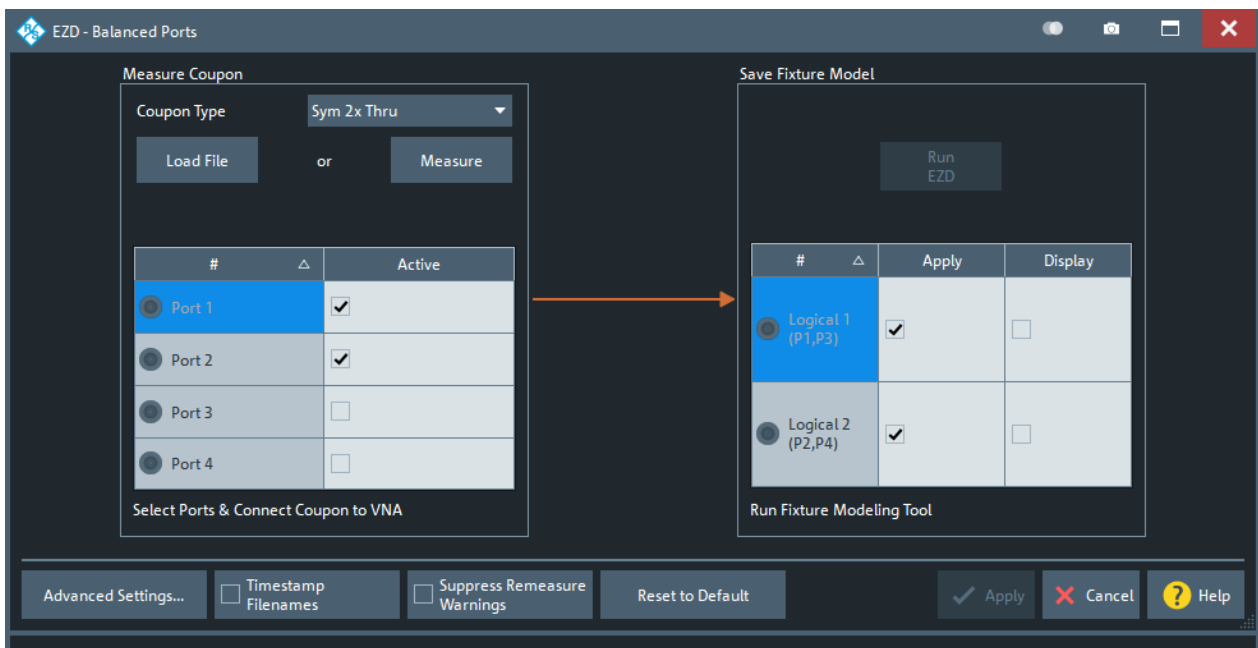 EZD - Balanced Ports
Measure Coupon
Coupon Type
Sym 2x Thru
Load File
or
Measure
# Active
Port 1
Port 2
Port 3
Port 4
Select Ports & Connect Coupon to VNA
Save Fixture Model
Run
EZD
# Apply Display
Logical 1
(P1,P3)
Logical 2
(P2,P4)
Run Fixture Modeling Tool
Advanced Settings...
Timestamp
Filenames
Suppress Remeasure
Warnings
Reset to Default
Apply
Cancel
? Help